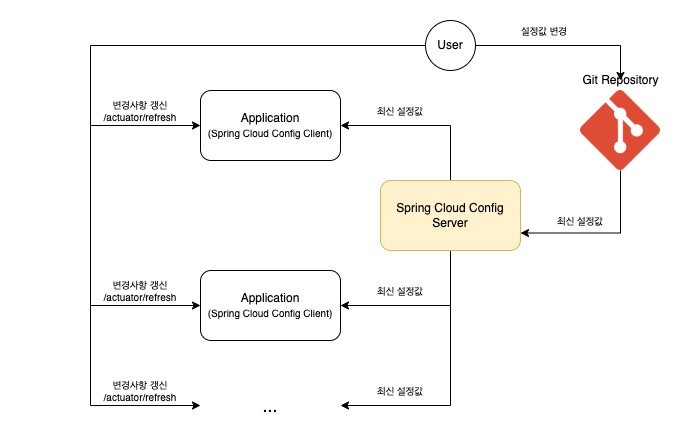 User
설정값 변경
Git Repository
변경사항 갱신
/actuator/refresh
Application
(Spring Cloud Config Client)
최신 설정값
Spring Cloud Config
Server
최신 설정값
변경사항 갱신
/actuator/refresh
Application
(Spring Cloud Config Client)
최신 설정값
변경사항 갱신
/actuator/refresh
...
최신 설정값